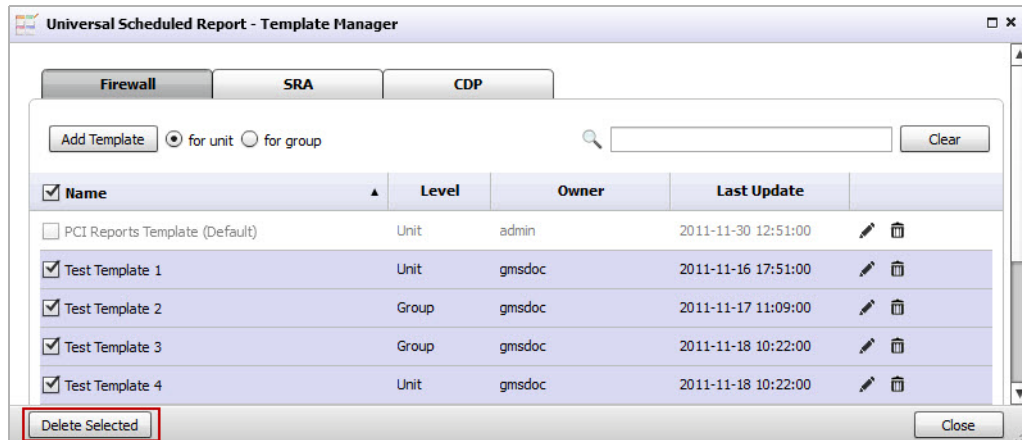 Universal Scheduled Report - Template Manager
Firewall SRA CDP
Add Template for unit for group Clear
Name Level Owner Last Update
PCI Reports Template (Default) Unit admin 2011-11-30 12:51:00
Test Template 1 Unit gmsdoc 2011-11-16 17:51:00
Test Template 2 Group gmsdoc 2011-11-17 11:09:00
Test Template 3 Group gmsdoc 2011-11-18 10:22:00
Test Template 4 Unit gmsdoc 2011-11-18 10:22:00
Delete Selected Close